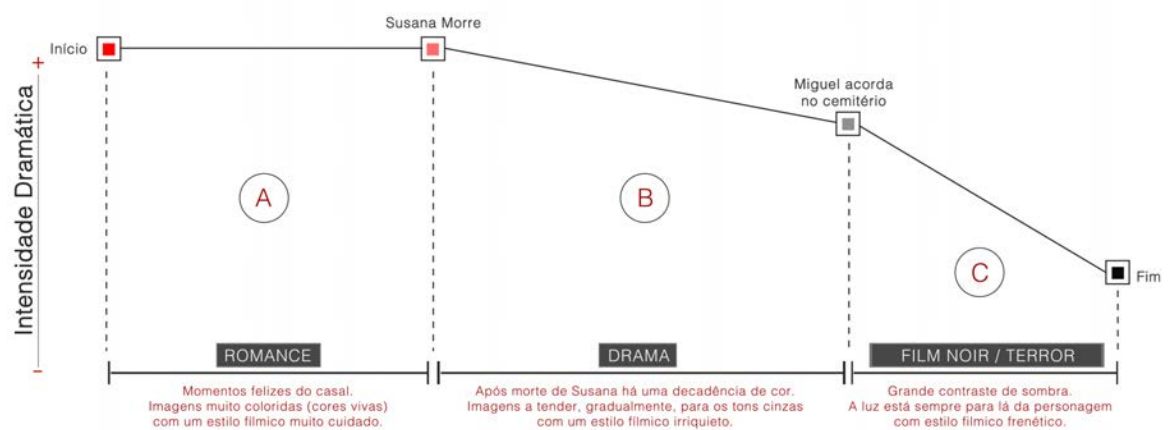 Susana Morre
Início
+
Miguel acorda
no cemitério
Intensidade Dramática
A
B
C
Fim
-
ROMANCE
DRAMA
FILM NOIR / TERROR
Momentos felizes do casal.
Imagens muito coloridas (cores vivas)
com um estilo fílmico muito cuidado.
Após morte de Susana há uma decadência de cor.
Imagens a tender, gradualmente, para os tons cinzas
com um estilo fílmico irriquieto.
Grande contraste de sombra.
A luz está sempre para lá da personagem
com estilo fílmico frenético.